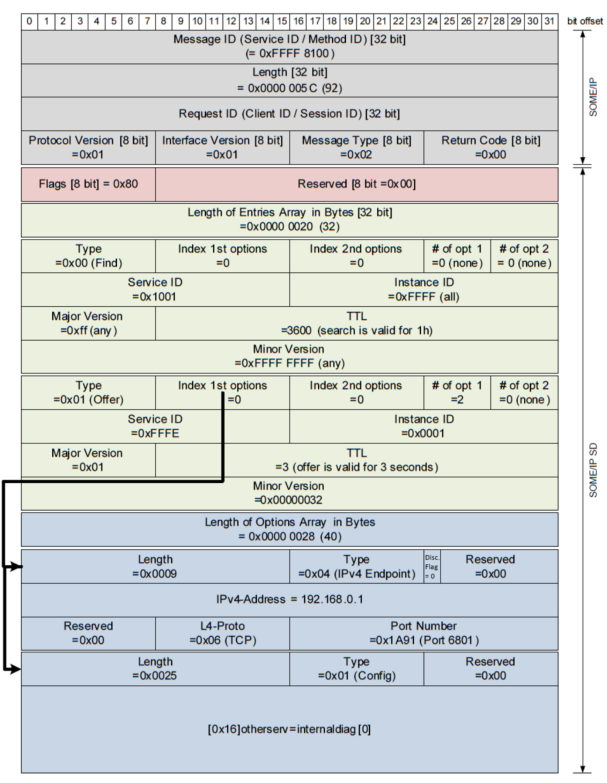 0 1 2 3 4 5 6 7 8 9 10 11 12 13 14 15 16 17 18 19 20 21 22 23 24 25 26 27 28 29 30 31 bit offset
Message ID (Service ID / Method ID) [32 bit]
(= 0xFFFF 8100)
Length [32 bit]
= 0x0000 005C (92)
Request ID (Client ID / Session ID) [32 bit]
Protocol Version [8 bit]
=0x01
Interface Version [8 bit]
=0x01
Message Type [8 bit]
=0x02
Return Code [8 bit]
=0x00
SOME/IP
Flags [8 bit] = 0x80
Reserved [8 bit =0x00]
Length of Entries Array in Bytes [32 bit]
=0x0000 0020 (32)
Type
=0x00 (Find)
Index 1st options
=0
Index 2nd options
=0
# of opt 1
=0 (none)
# of opt 2
= 0 (none)
Service ID
=0x1001
Instance ID
=0xFFFF (all)
Major Version
=0xff (any)
TTL
=3600 (search is valid for 1h)
Minor Version
=0xFFFF FFFF (any)
Type
=0x01 (Offer)
Index 1st options
=0
Index 2nd options
=0
# of opt 1
=2
# of opt 2
=0 (none)
Service ID
=0xFFFE
Instance ID
=0x0001
Major Version
=0x01
TTL
=3 (offer is valid for 3 seconds)
Minor Version
=0x00000032
SOME/IP SD
Length of Options Array in Bytes
= 0x0000 0028 (40)
Length
=0x0009
Type
=0x04 (IPv4 Endpoint)
Disc.
Flag
= 0
Reserved
=0x00
IPv4-Address = 192.168.0.1
Reserved
=0x00
L4-Proto
=0x06 (TCP)
Port Number
=0x1A91 (Port 6801)
Length
=0x0025
Type
=0x01 (Config)
Reserved
=0x00
[0x16]otherserv=internaldiag[0]